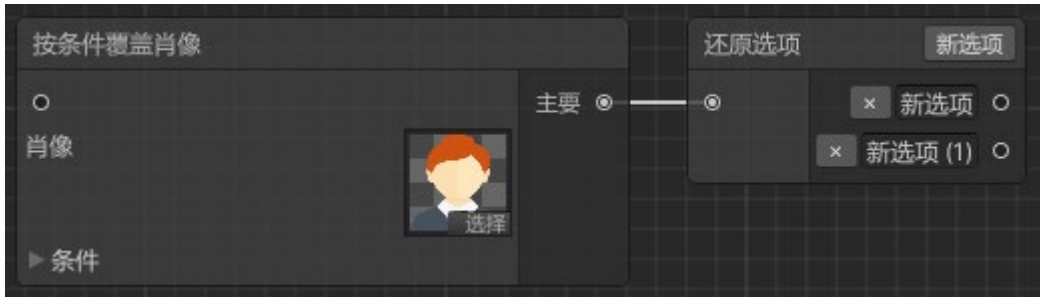 按条件覆盖肖像
主要
肖像
选择
条件
还原选项 新选项
× 新选项
× 新选项 (1)